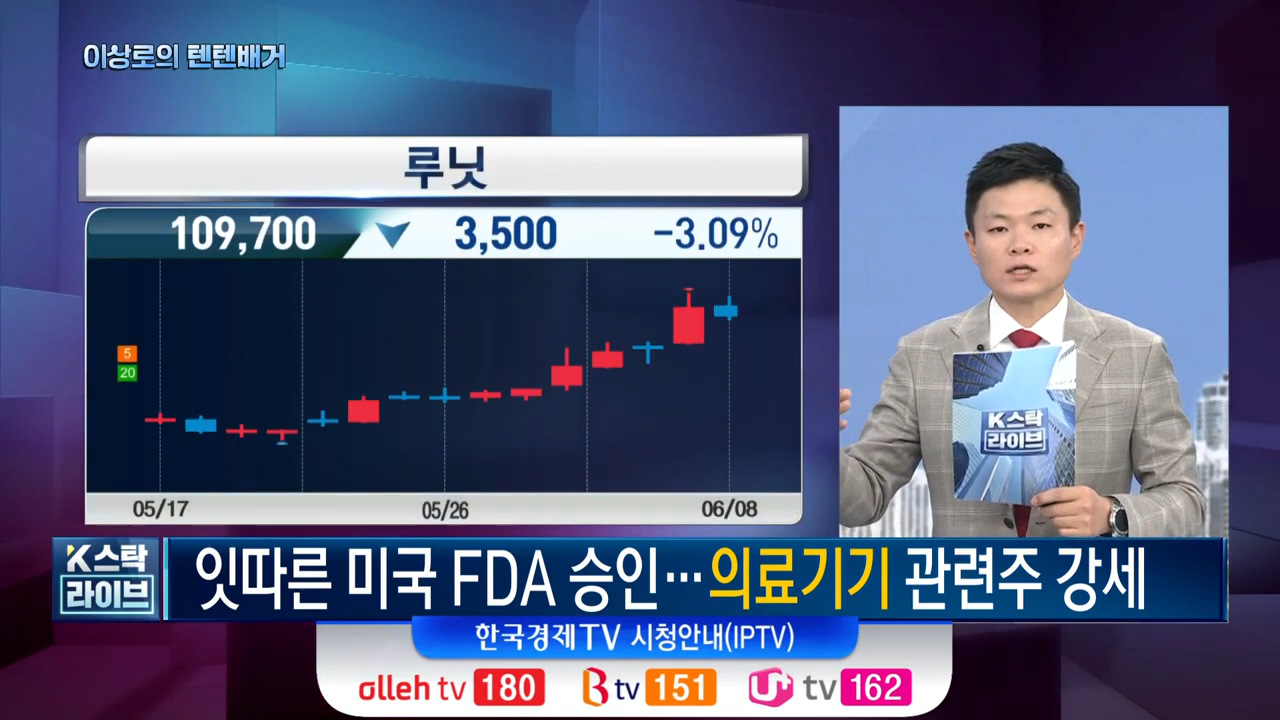 이상로의 텐텐배거
루닛
109,700 ▼ 3,500 -3.09%
5
20
05/17 05/26 06/08
K스탁
라이브
K스탁
라이브
잇따른 미국 FDA 승인…의료기기 관련주 강세
한국경제TV 시청안내(IPTV)
olleh tv 180 B tv 151 U+ tv 162